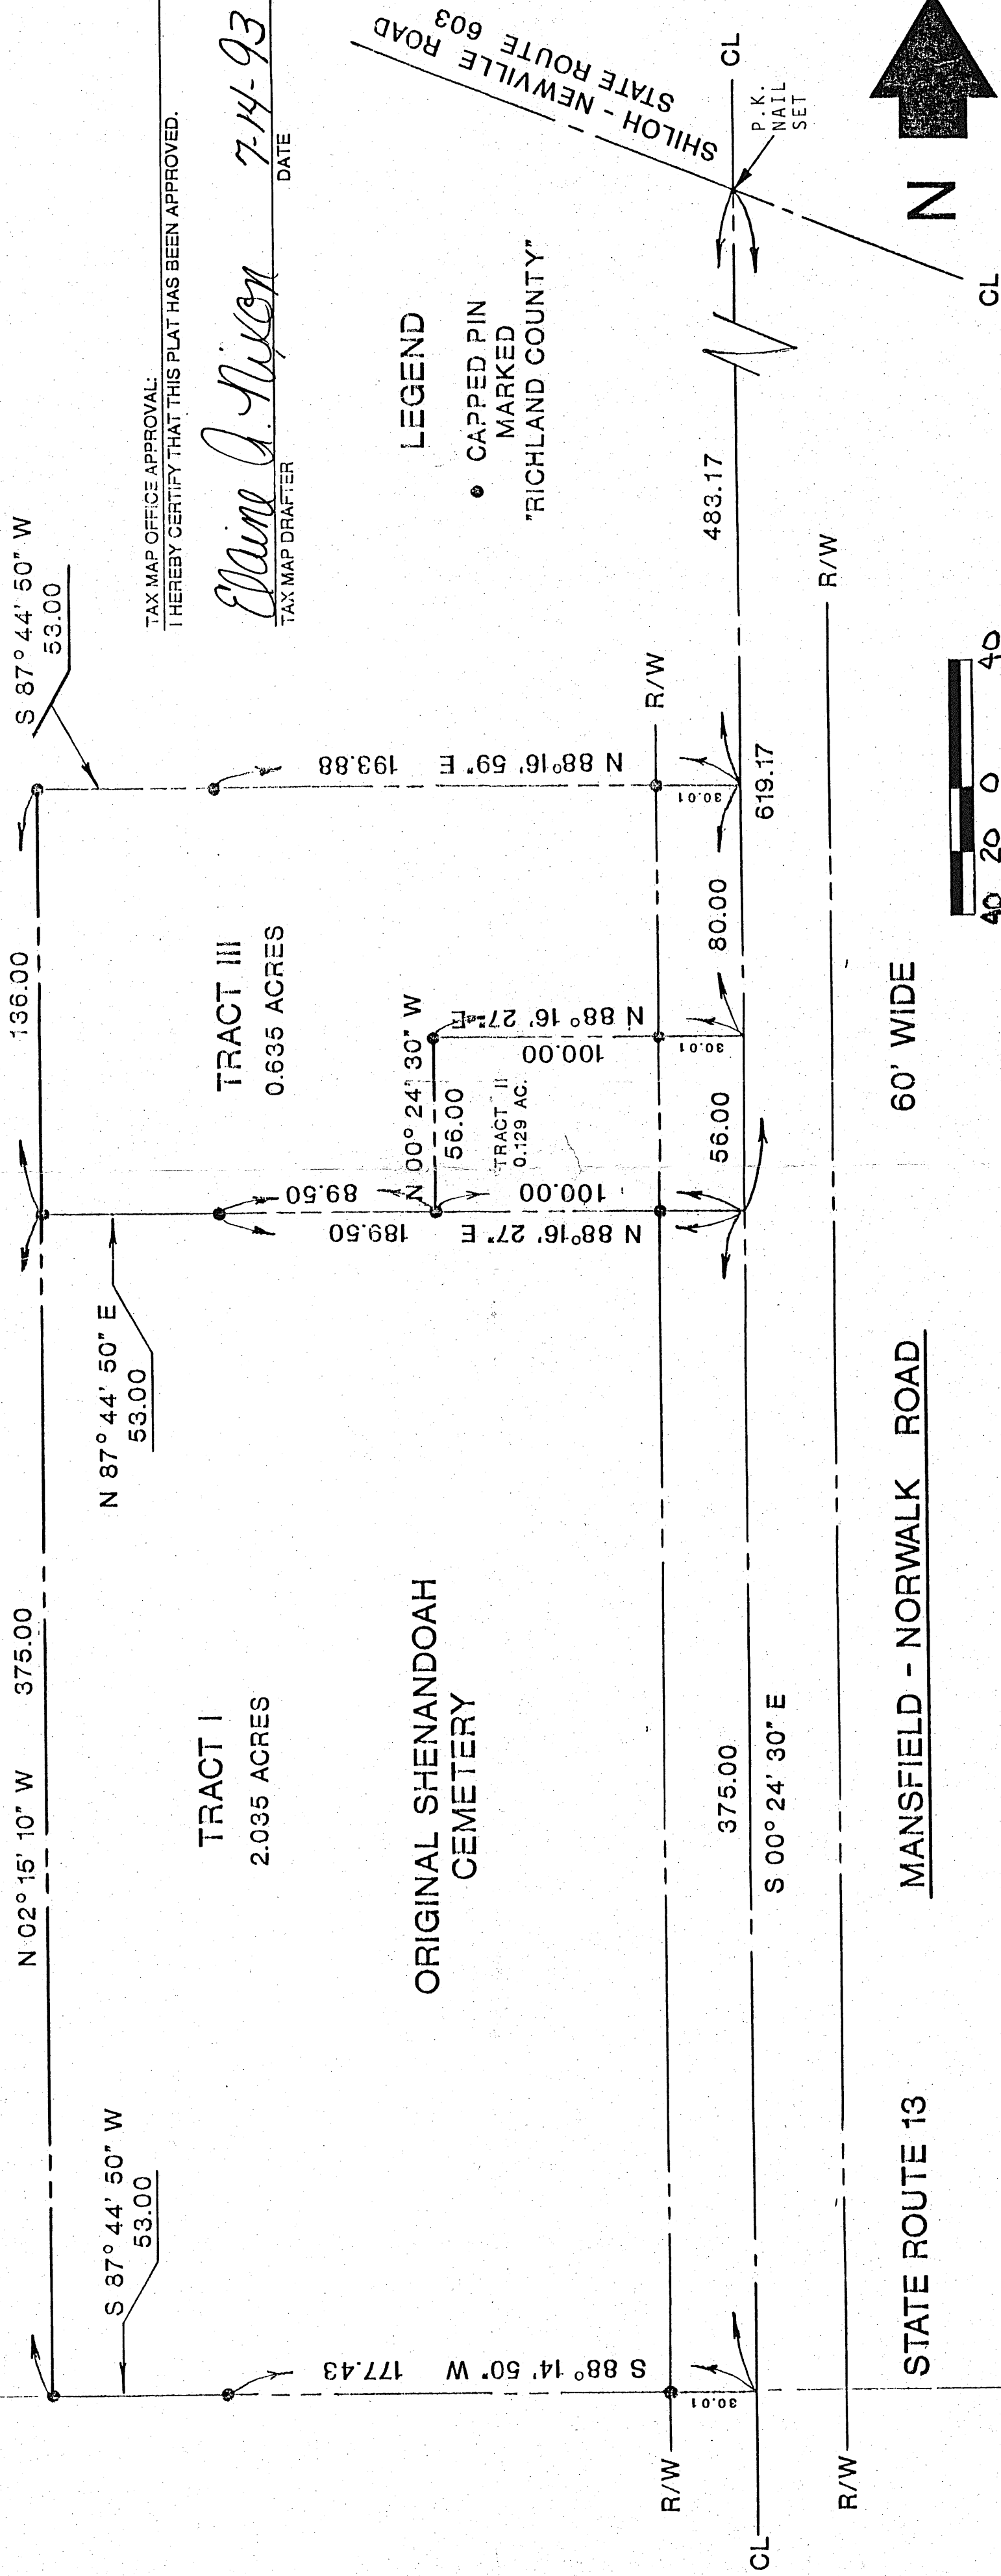 TAX MAP OFFICE APPROVAL:
I HEREBY CERTIFY THAT THIS PLAT HAS BEEN APPROVED.
Elaine A. Nixon 7-14-93
TAX MAP DRAFTER DATE
SHILOH - NEWVILLE ROAD
STATE ROUTE 603
CL
P.K.
NAIL
SET
N
CL
LEGEND
CAPPED PIN
MARKED
"RICHLAND COUNTY"
S 87° 44' 50" W
53.00
136.00
N 88°16' 59" E 193.88
R/W
30.01
483.17
619.17
R/W
TRACT III
0.635 ACRES
N 00° 24' 30" W
56.00
TRACT II
0.129 AC.
N 88° 16' 27" E
100.00
30.01
80.00
56.00
89.50
100.00
189.50
N 88°16' 27" E
N 87° 44' 50" E
53.00
N 02° 15' 10" W 375.00
TRACT I
2.035 ACRES
ORIGINAL SHENANDOAH
CEMETERY
375.00
S 00° 24' 30" E
S 87° 44' 50" W
53.00
S 88° 14' 50" W 177.43
30.01
R/W
CL
R/W
STATE ROUTE 13
MANSFIELD - NORWALK ROAD
60' WIDE
40 20 0 40